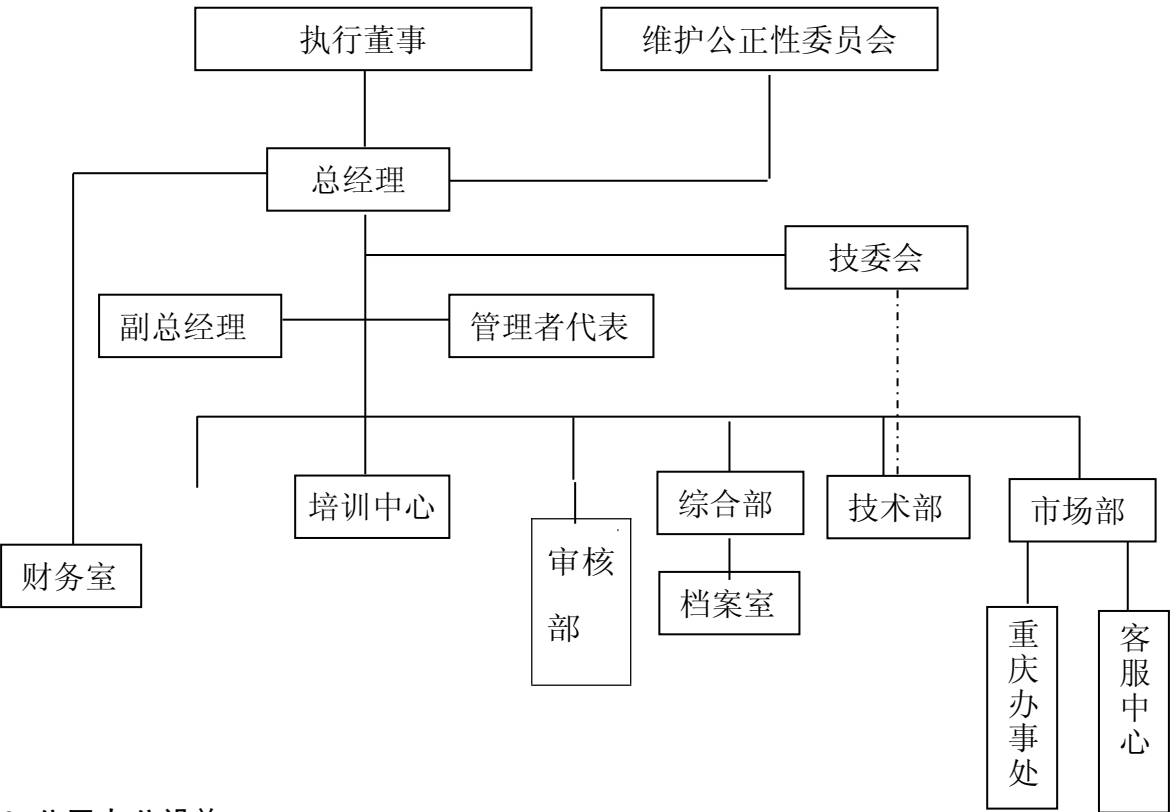 执行董事
维护公正性委员会
总经理
技委会
副总经理
管理者代表
培训中心
综合部
技术部
市场部
财务室
审核
部
档案室
重庆办事处
客服中心